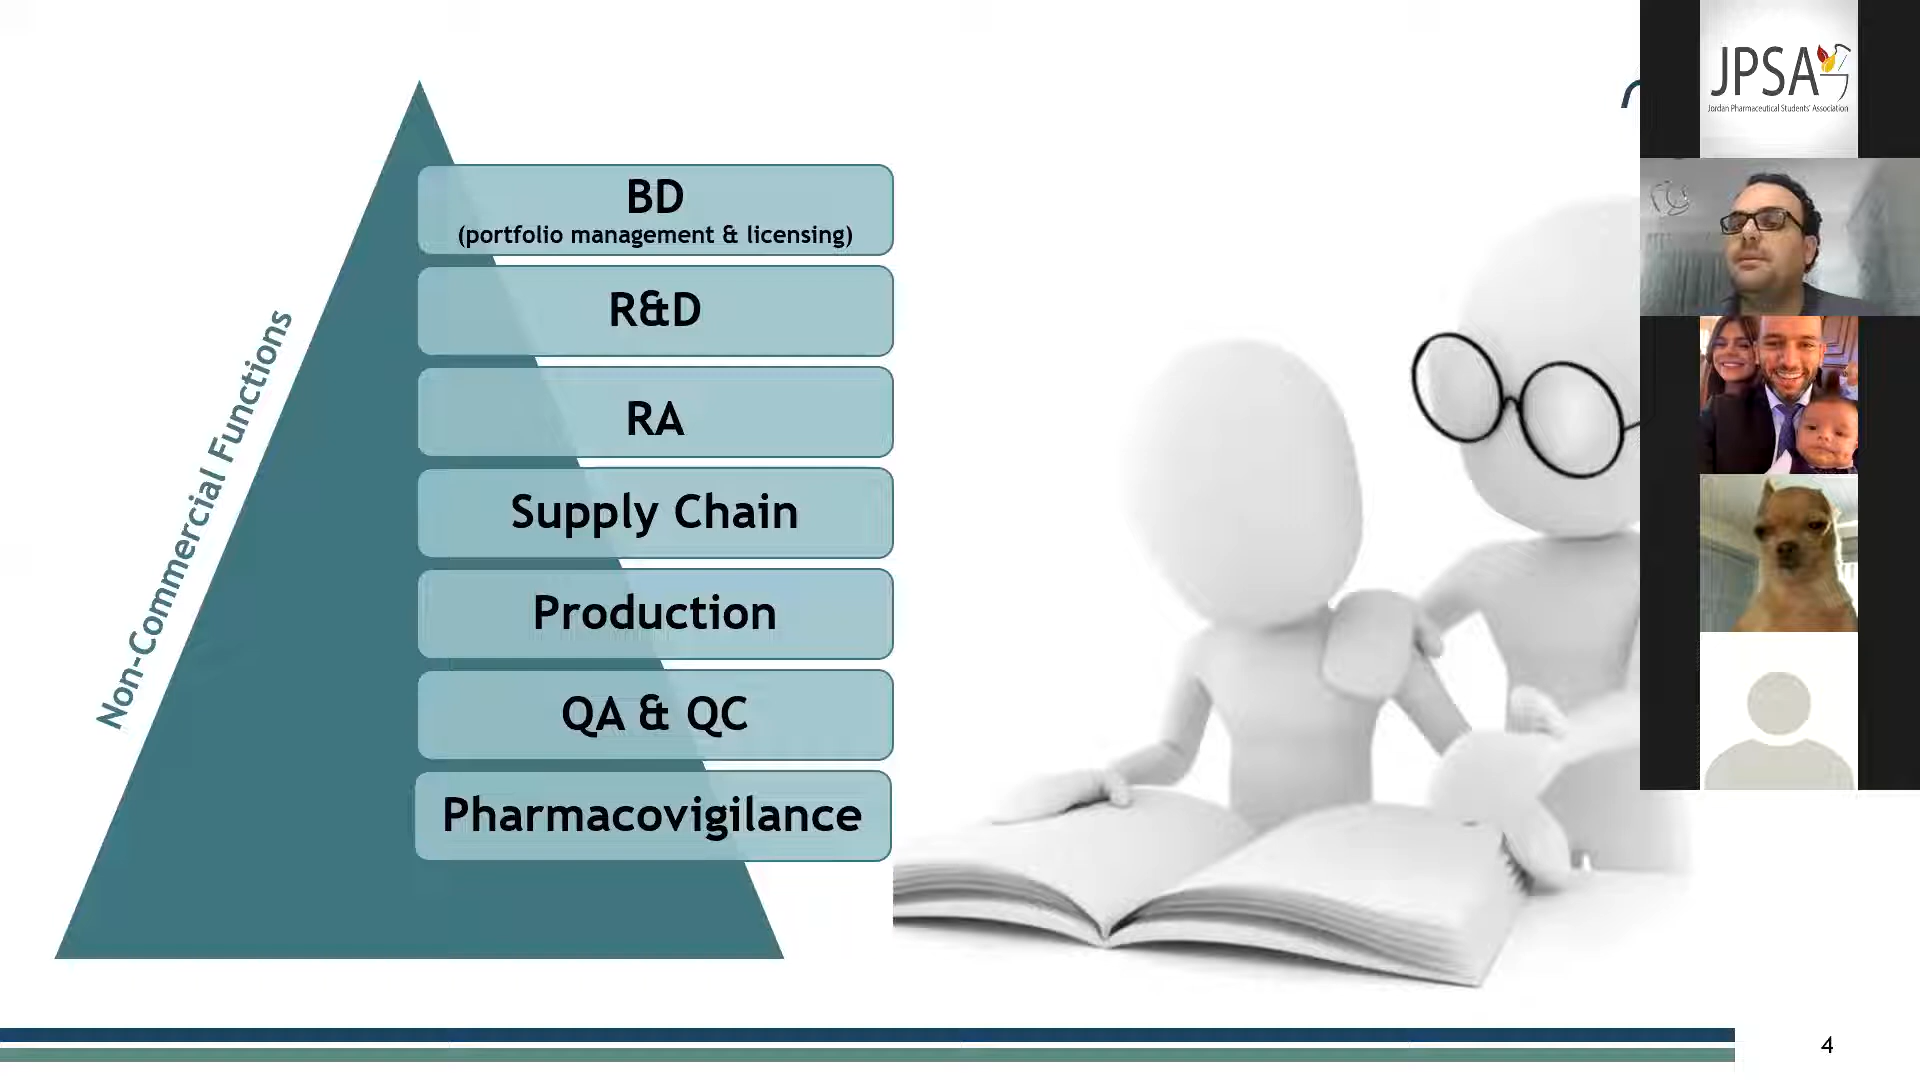 Non-Commercial Functions
BD
(portfolio management & licensing)
R&D
RA
Supply Chain
Production
QA & QC
Pharmacovigilance
JPSA
Jordan Pharmaceutical Students' Association
4